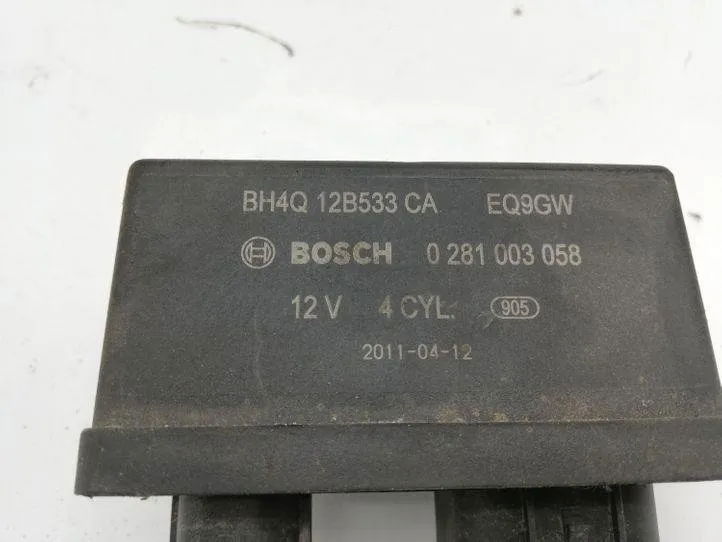 BH4Q 12B533 CA EQ9GW
BOSCH 0 281 003 058
12 V 4 CYL. 905
2011-04-12